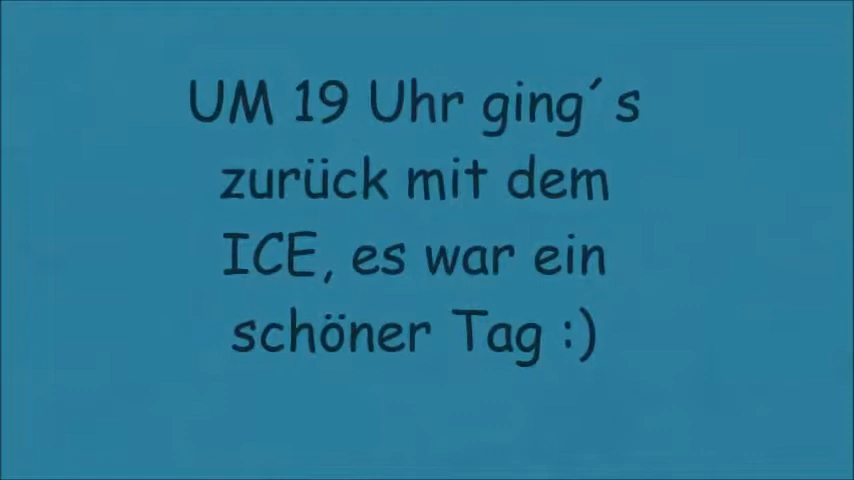 UM 19 Uhr ging´s
zurück mit dem
ICE, es war ein
schöner Tag :)